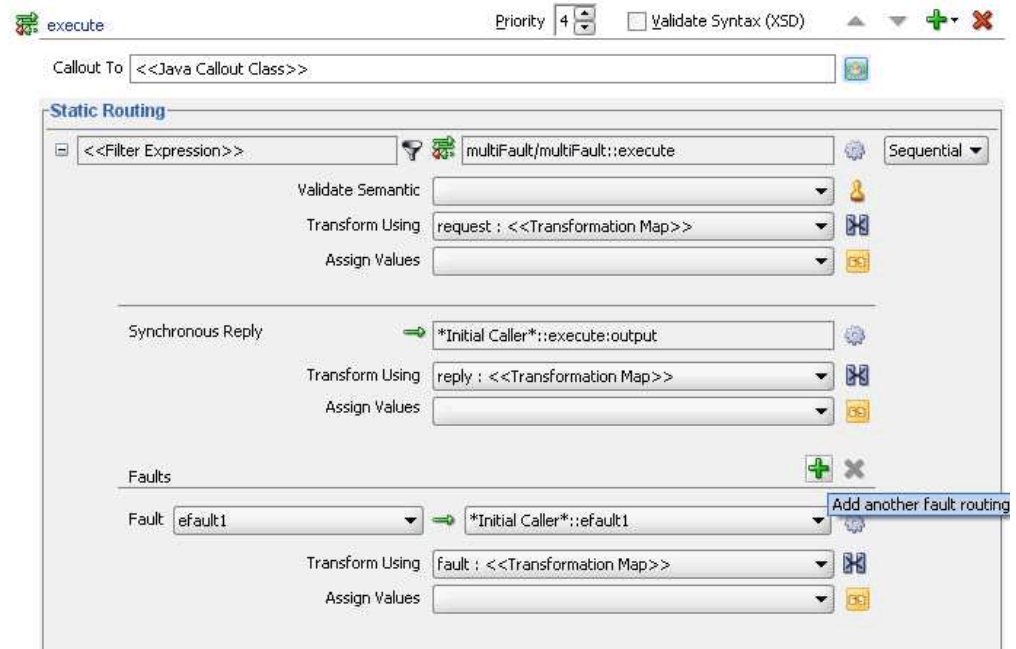 execute Priority 4 Validate Syntax (XSD)
Callout To <<Java Callout Class>>
Static Routing
<<Filter Expression>> multiFault/multiFault::execute Sequential
Validate Semantic
Transform Using request : <<Transformation Map>>
Assign Values
Synchronous Reply *Initial Caller*::execute:output
Transform Using reply : <<Transformation Map>>
Assign Values
Faults
Add another fault routing
Fault efault1 *Initial Caller*::efault1
Transform Using fault : <<Transformation Map>>
Assign Values